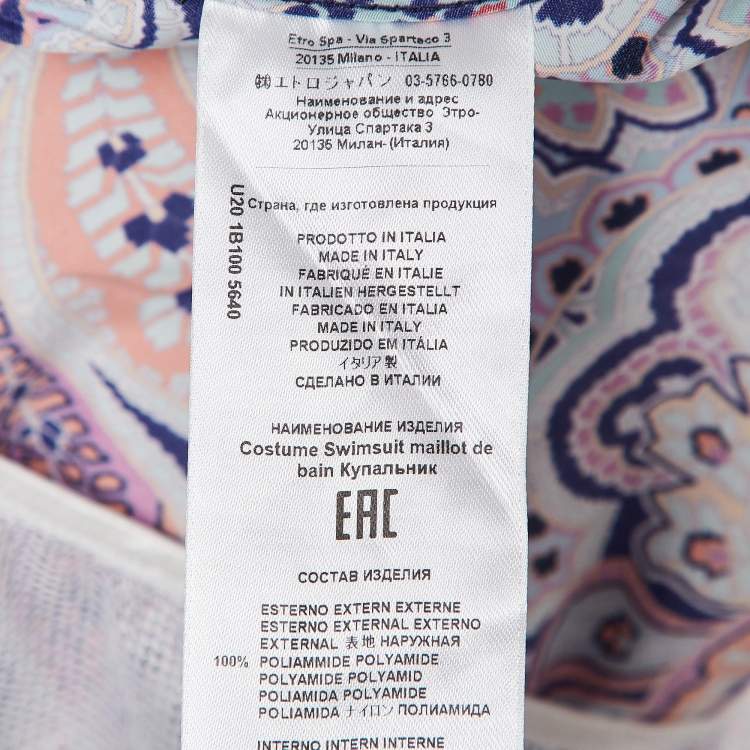 Etro Spa - Via Spartaco 3
20135 Milano - ITALIA
㈱エトロジャパン 03-5766-0780
Наименование и адрес
Акционерное общество Этро-
Улица Спартака 3
20135 Милан- (Италия)
U20 1B100 5640
Страна, где изготовлена продукция
PRODOTTO IN ITALIA
MADE IN ITALY
FABRIQUÉ EN ITALIE
IN ITALIEN HERGESTELLT
FABRICADO EN ITALIA
MADE IN ITALY
PRODUZIDO EM ITÁLIA
イタリア製
СДЕЛАНО В ИТАЛИИ
НАИМЕНОВАНИЕ ИЗДЕЛИЯ
Costume Swimsuit maillot de
bain Купальник
EAC
СОСТАВ ИЗДЕЛИЯ
ESTERNO EXTERN EXTERNE
ESTERNO EXTERNAL EXTERNO
EXTERNAL 表地 НАРУЖНАЯ
100% POLIAMMIDE POLYAMIDE
POLYAMIDE POLYAMID
POLIAMIDA POLYAMIDE
POLIAMIDA ナイロン ПОЛИАМИДА
INTERNO INTERN INTERNE